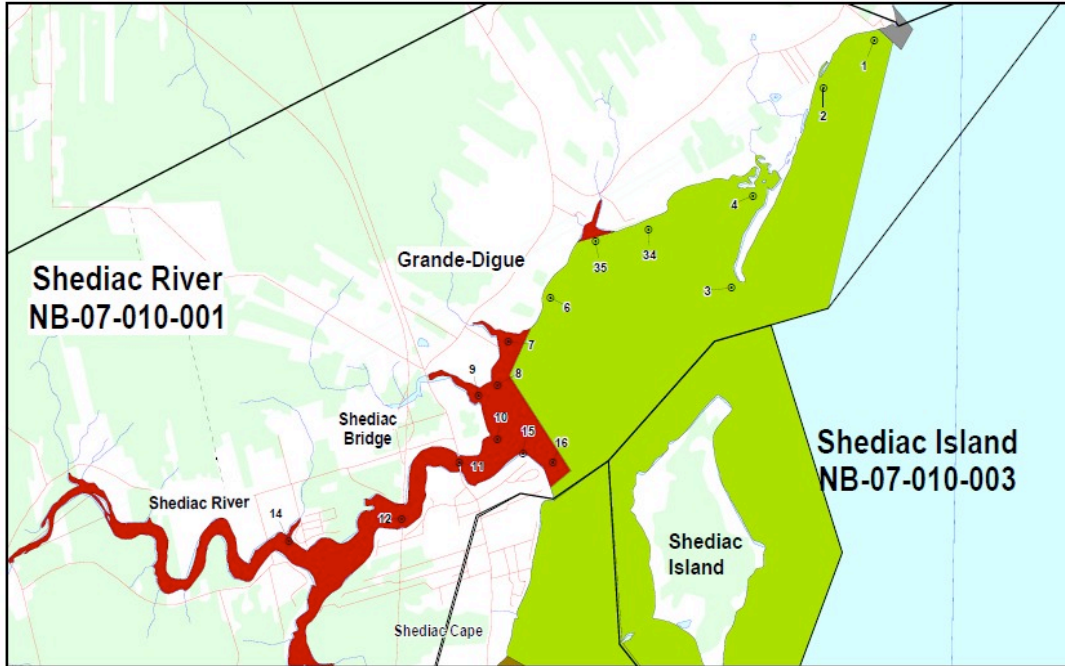 1
2
4
Grande-Digue
35
34
Shediac River
NB-07-010-001
3
6
7
9
8
Shediac
Bridge
10
15
16
Shediac Island
NB-07-010-003
11
Shediac River
12
14
Shediac
Island
Shediac Cape